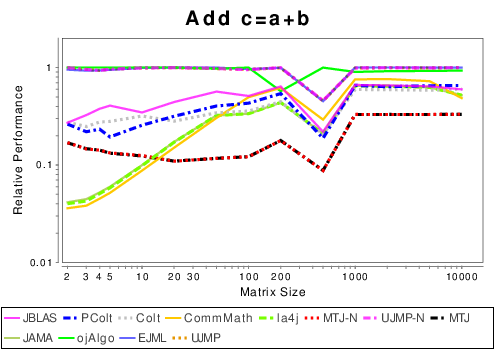 Add c=a+b
Relative Performance
1
0.1
0.01
2 3 4 5 10 20 30 100 200 1000 10000
Matrix Size
JBLAS PColt Colt CommMath la4j MTJ-N UJMP-N MTJ
JAMA ojAlgo EJML UJMP